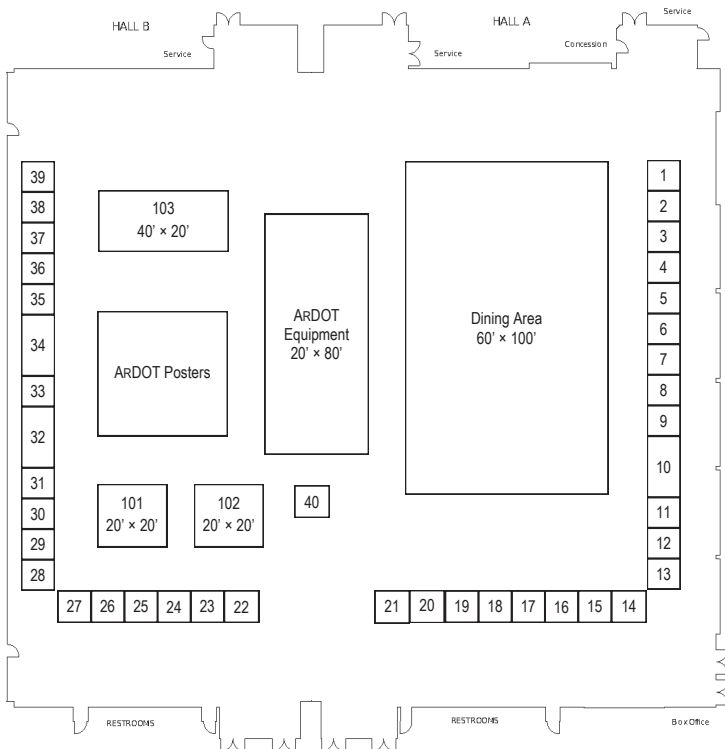 HALL B
HALL A
Service
Service
Service
Concession
39
38
37
36
35
34
33
32
31
30
29
28
103
40' × 20'
ARDOT Posters
101
20' × 20'
102
20' × 20'
ARDOT
Equipment
20' × 80'
40
Dining Area
60' × 100'
1
2
3
4
5
6
7
8
9
10
11
12
13
27 26 25 24 23 22
21 20 19 18 17 16 15 14
RESTROOMS
RESTROOMS
Box Office